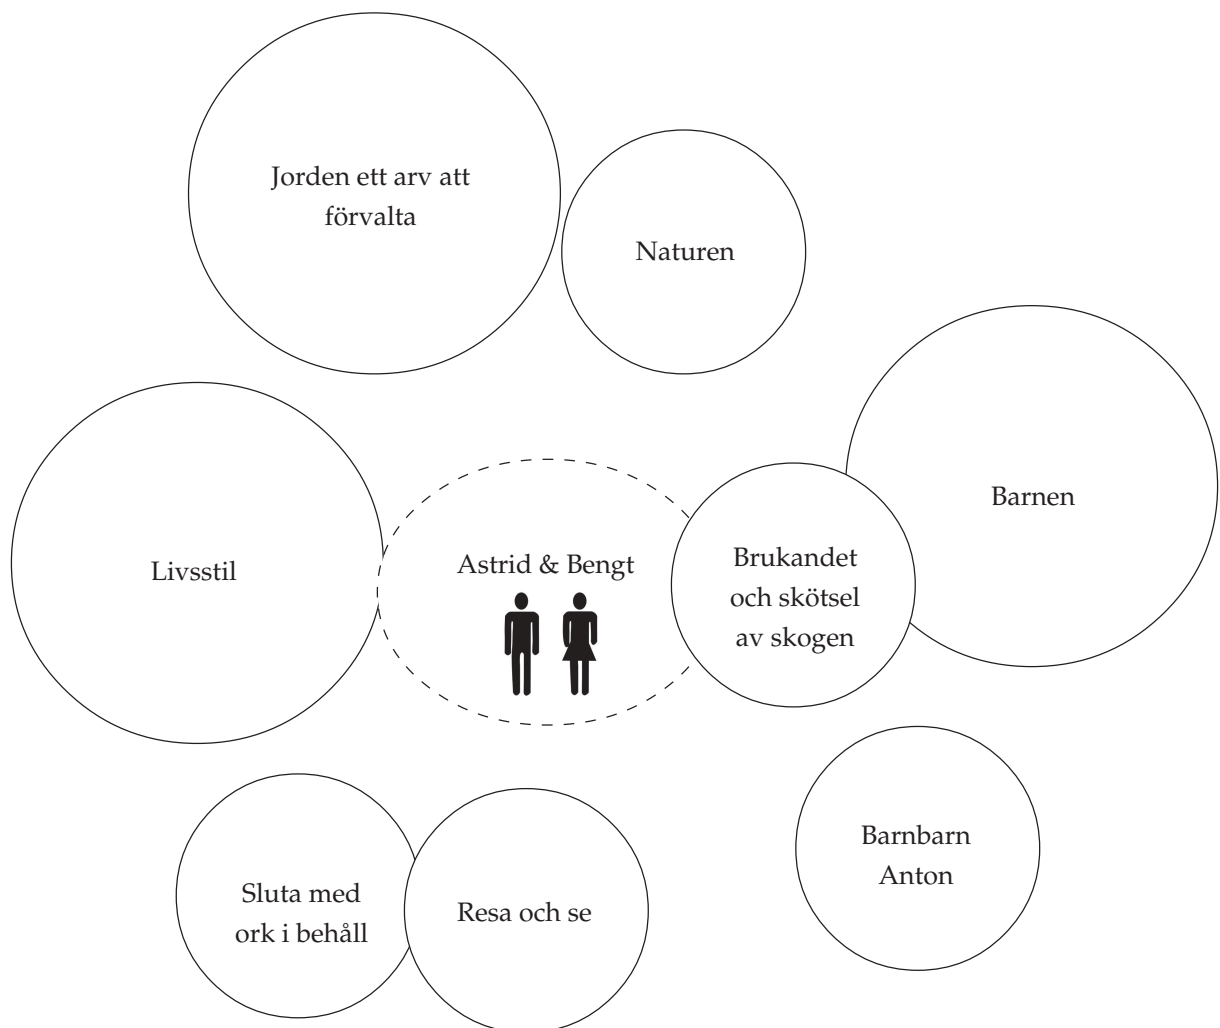 Jorden ett arv att
förvalta
Naturen
Barnen
Livsstil
Astrid & Bengt
Brukandet
och skötsel
av skogen
Barnbarn
Anton
Sluta med
ork i behåll
Resa och se